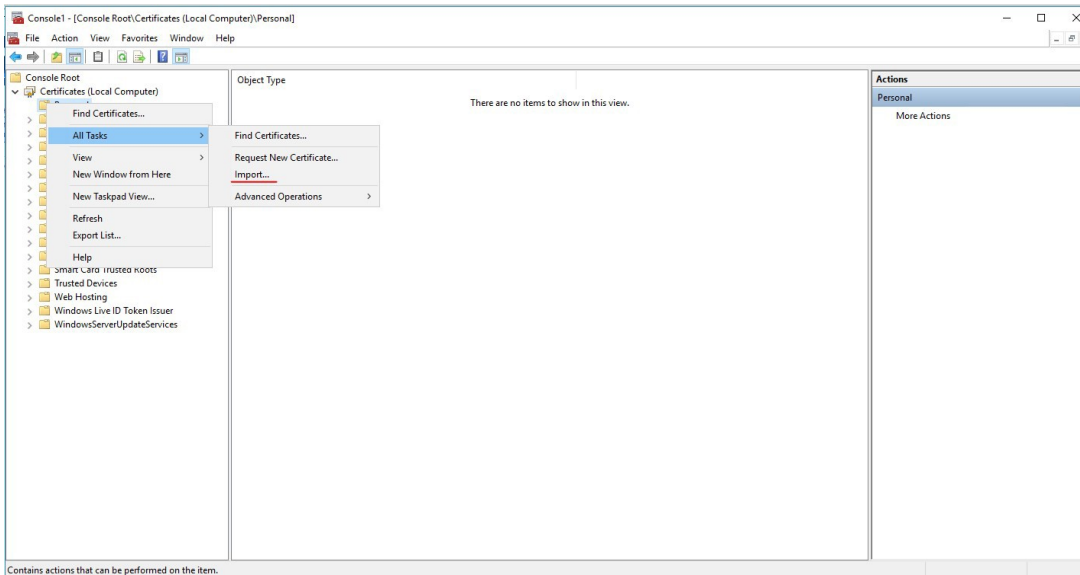 Console1 - [Console Root\Certificates (Local Computer)\Personal]
File Action View Favorites Window Help
Console Root
Certificates (Local Computer)
Find Certificates...
All Tasks
View
New Window from Here
New Taskpad View...
Refresh
Export List...
Help
Find Certificates...
Request New Certificate...
Import...
Advanced Operations
Smart Card Trusted Roots
Trusted Devices
Web Hosting
Windows Live ID Token Issuer
WindowsServerUpdateServices
Object Type
There are no items to show in this view.
Actions
Personal
More Actions
Contains actions that can be performed on the item.